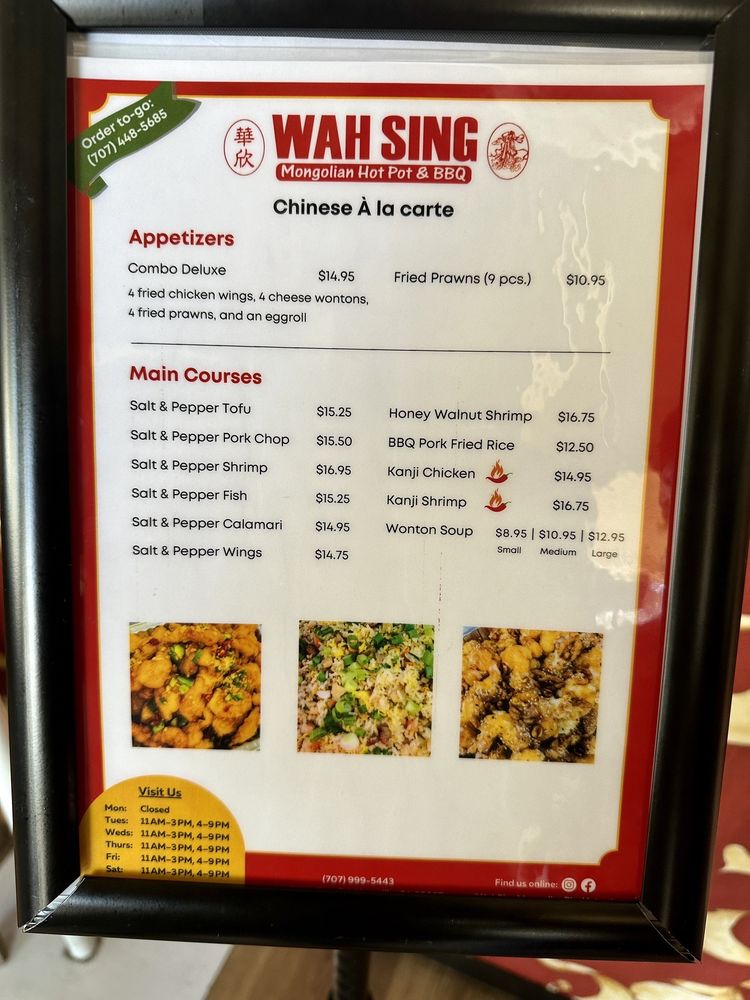 Order to-go:
(707) 448-5685
華欣
WAH SING
Mongolian Hot Pot & BBQ
Chinese À la carte
Appetizers
Combo Deluxe $14.95
4 fried chicken wings, 4 cheese wontons,
4 fried prawns, and an eggroll
Fried Prawns (9 pcs.) $10.95
Main Courses
Salt & Pepper Tofu $15.25
Salt & Pepper Pork Chop $15.50
Salt & Pepper Shrimp $16.95
Salt & Pepper Fish $15.25
Salt & Pepper Calamari $14.95
Salt & Pepper Wings $14.75
Honey Walnut Shrimp $16.75
BBQ Pork Fried Rice $12.50
Kanji Chicken $14.95
Kanji Shrimp $16.75
Wonton Soup $8.95 | $10.95 | $12.95
Small Medium Large
Visit Us
Mon: Closed
Tues: 11AM–3PM, 4–9PM
Weds: 11AM–3PM, 4–9PM
Thurs: 11AM–3PM, 4–9PM
Fri: 11AM–3PM, 4–9PM
Sat: 11AM–3PM, 4–9PM
(707) 999-5443
Find us online: